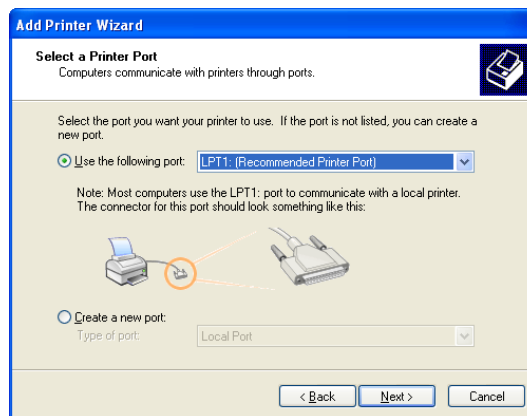 Add Printer Wizard
Select a Printer Port
Computers communicate with printers through ports.
Select the port you want your printer to use. If the port is not listed, you can create a
new port.
Use the following port: LPT1: (Recommended Printer Port)
Note: Most computers use the LPT1: port to communicate with a local printer.
The connector for this port should look something like this:
Create a new port:
Type of port: Local Port
< Back Next > Cancel